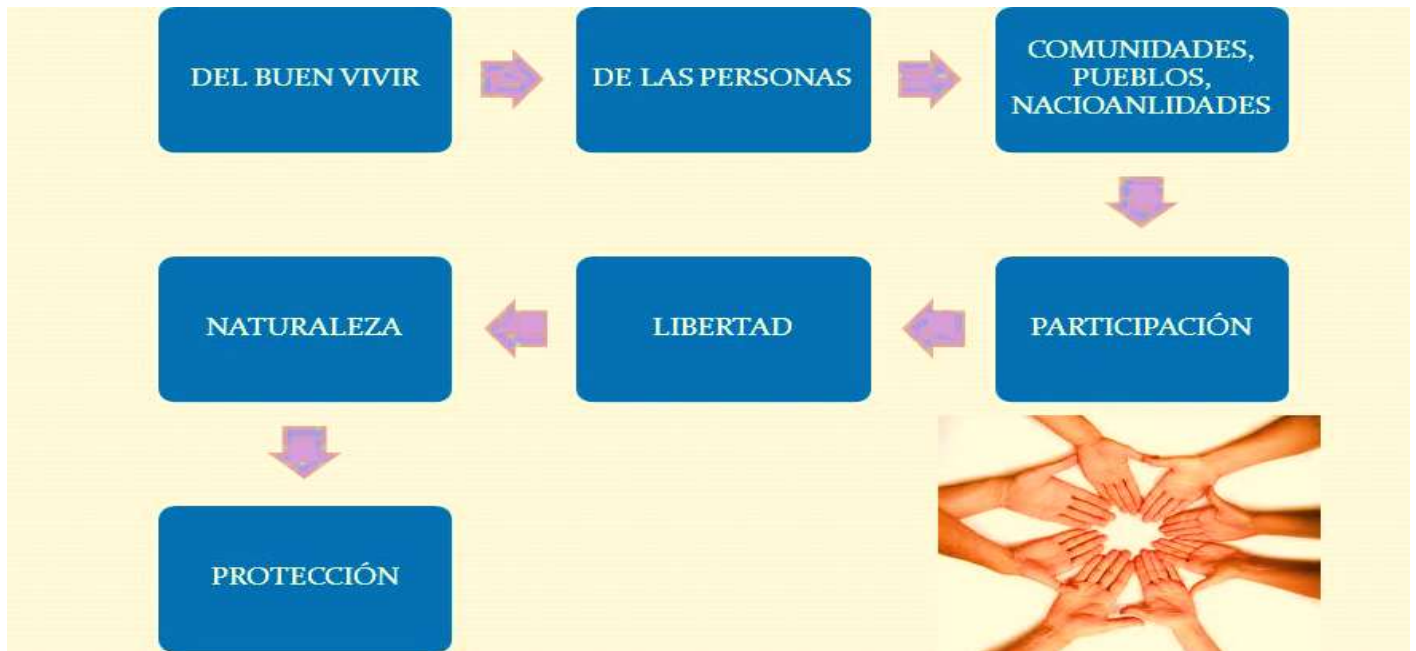 DEL BUEN VIVIR
DE LAS PERSONAS
COMUNIDADES,
PUEBLOS,
NACIOANLIDADES
PARTICIPACIÓN
LIBERTAD
NATURALEZA
PROTECCIÓN